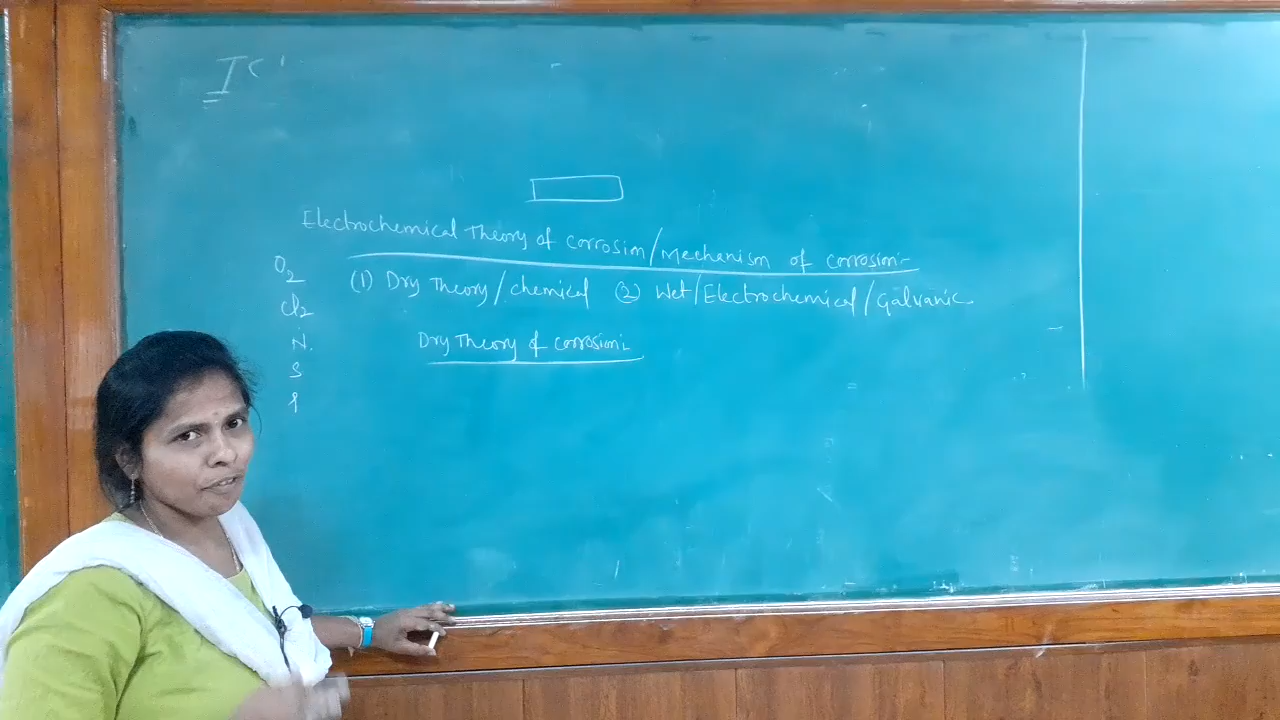 Electrochemical Theory of corrosion/Mechanism of corrosion:-
O2
(1) Dry Theory/chemical (2) Wet/Electrochemical/Galvanic
Cl2
Dry Theory of corrosion:-
N.
S